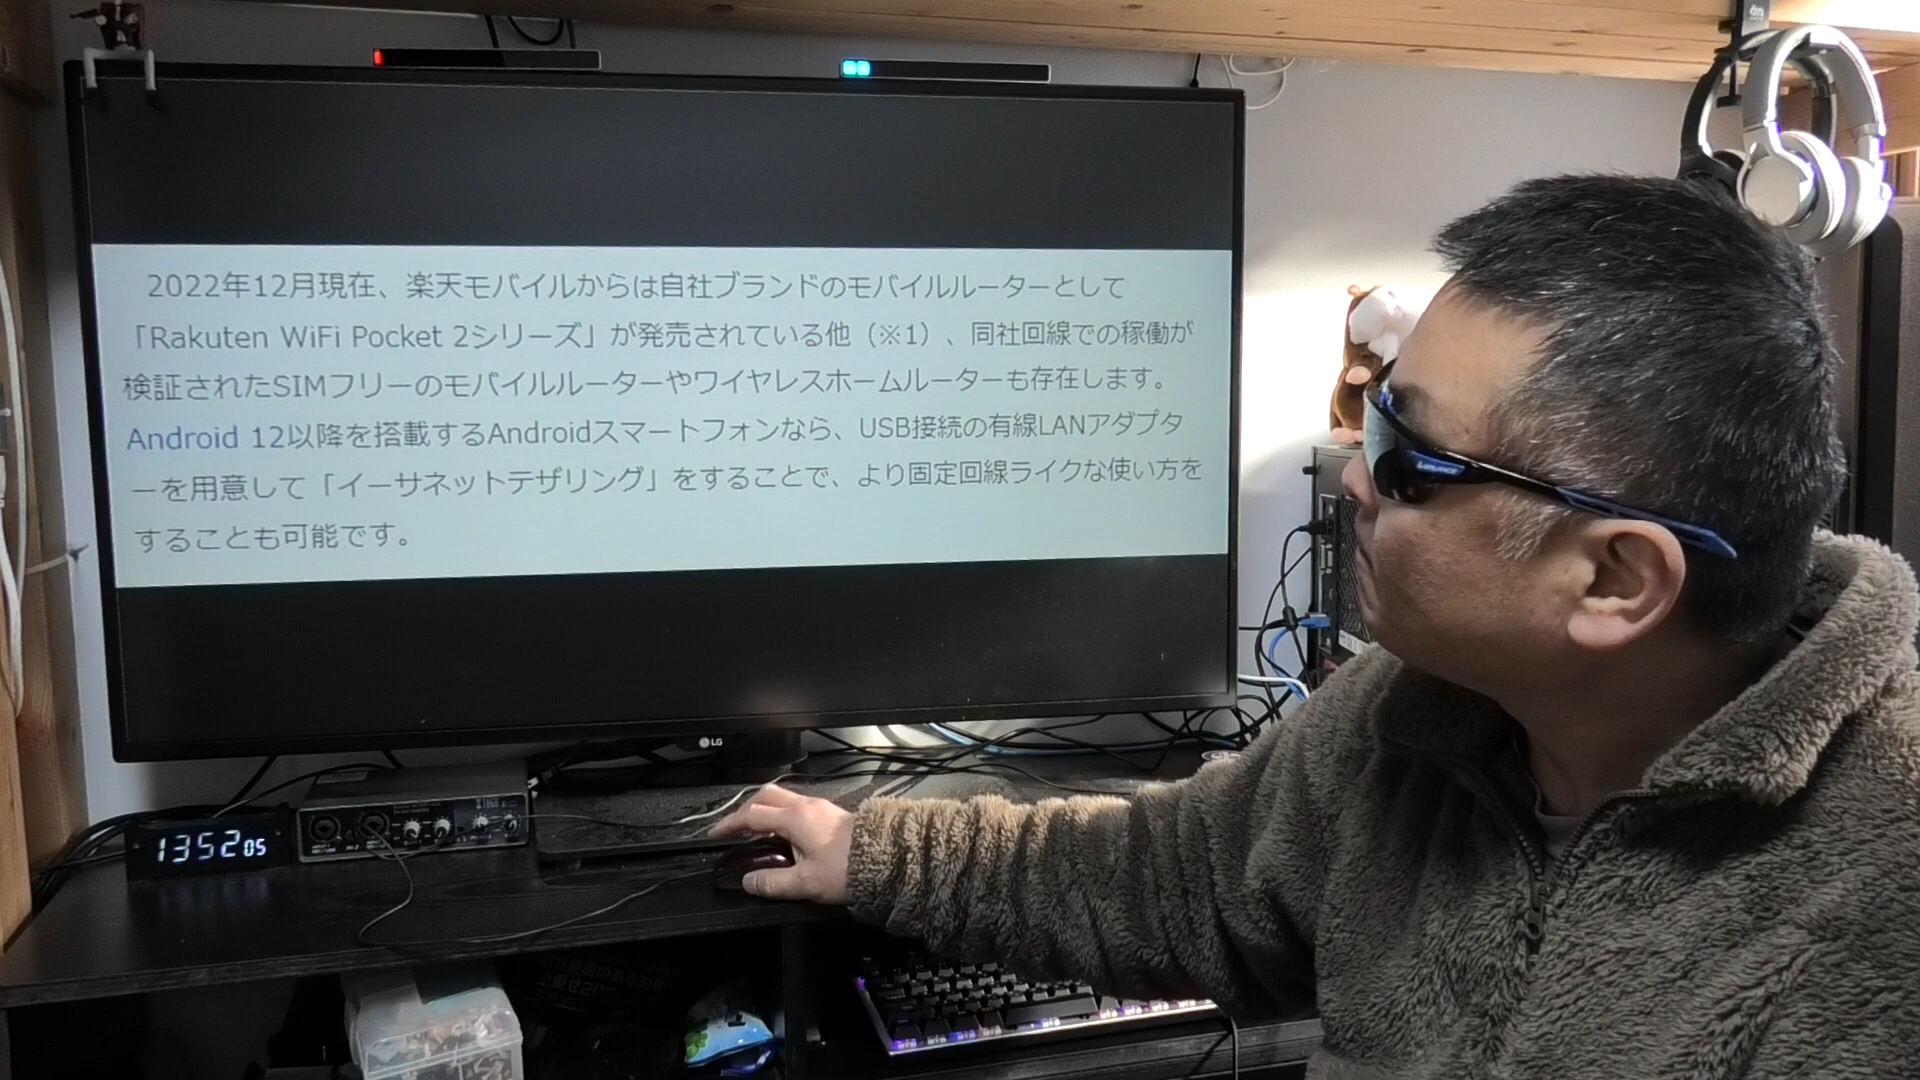 2022年12月現在、楽天モバイルからは自社ブランドのモバイルルーターとして
「Rakuten WiFi Pocket 2シリーズ」が発売されている他（※1）、同社回線での稼働が
検証されたSIMフリーのモバイルルーターやワイヤレスホームルーターも存在します。
Android 12以降を搭載するAndroidスマートフォンなら、USB接続の有線LANアダプタ
ーを用意して「イーサネットテザリング」をすることで、より固定回線ライクな使い方を
することも可能です。
LG
135205